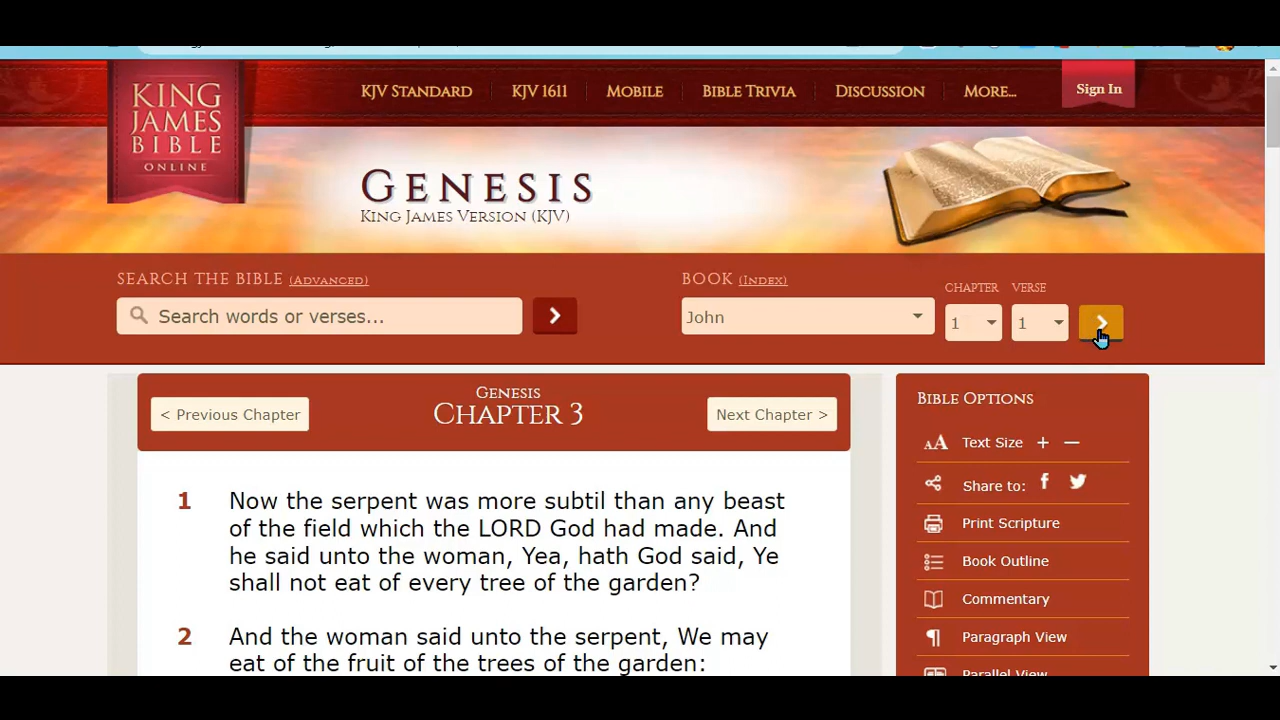 KING
JAMES
BIBLE
ONLINE
KJV STANDARD
KJV 1611
MOBILE
BIBLE TRIVIA
DISCUSSION
MORE...
Sign In
GENESIS
KING JAMES VERSION (KJV)
SEARCH THE BIBLE (ADVANCED)
Search words or verses...
BOOK (INDEX)
John
CHAPTER
1
VERSE
1
< Previous Chapter
GENESIS
CHAPTER 3
Next Chapter >
1 Now the serpent was more subtil than any beast
of the field which the LORD God had made. And
he said unto the woman, Yea, hath God said, Ye
shall not eat of every tree of the garden?
2 And the woman said unto the serpent, We may
eat of the fruit of the trees of the garden:
BIBLE OPTIONS
AA Text Size + —
Share to:
Print Scripture
Book Outline
Commentary
Paragraph View
Parallel View